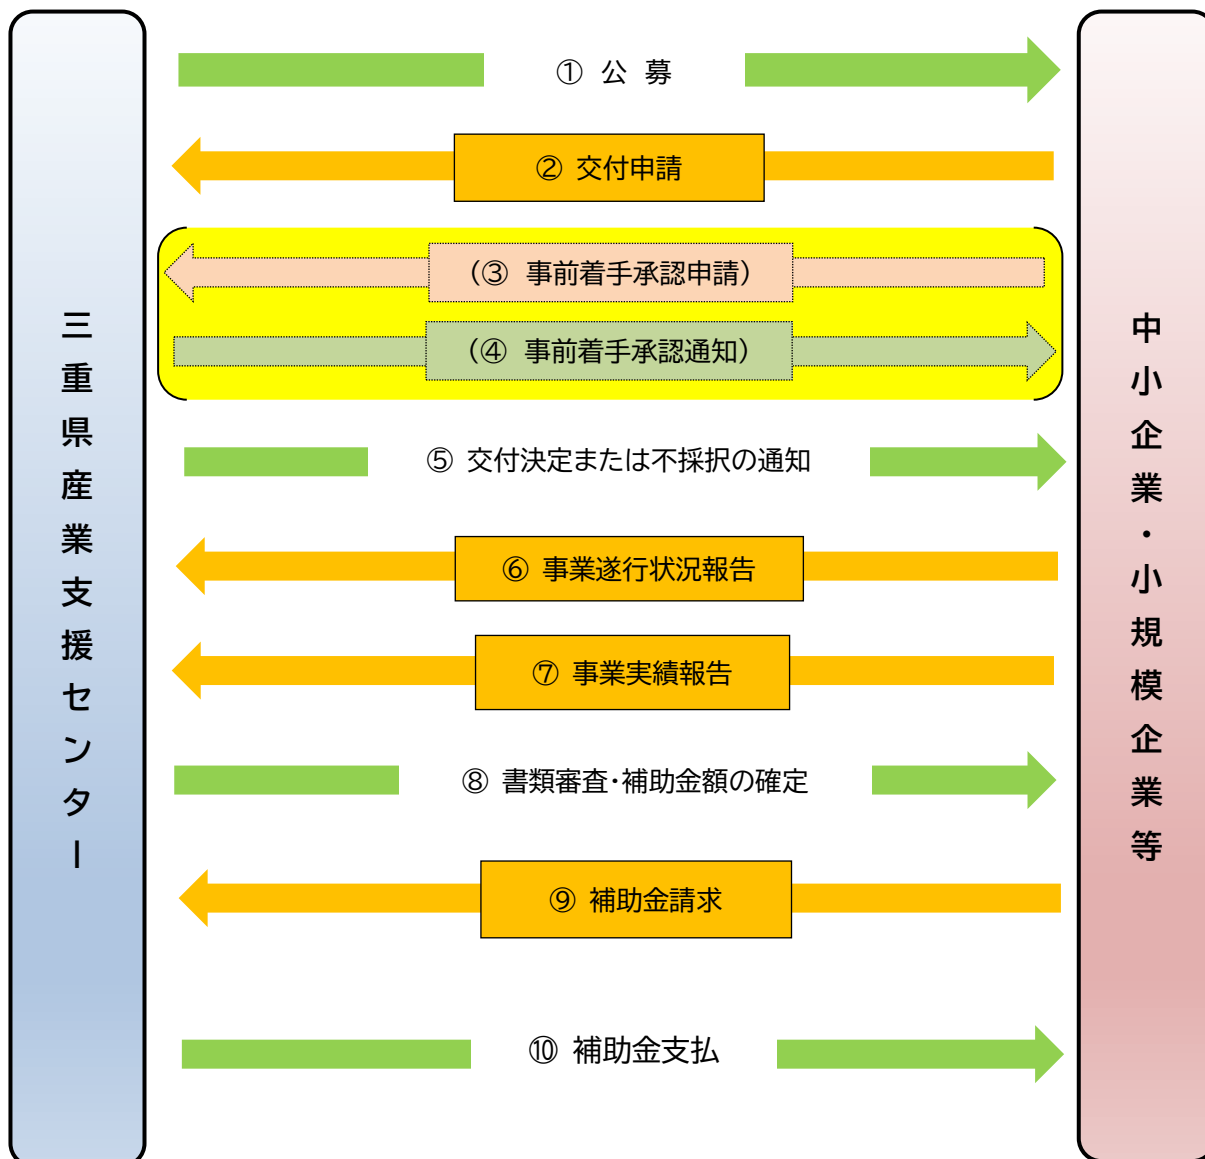 三重県産業支援センター
① 公 募
② 交付申請
(③ 事前着手承認申請)
(④ 事前着手承認通知)
⑤ 交付決定または不採択の通知
⑥ 事業遂行状況報告
⑦ 事業実績報告
⑧ 書類審査・補助金額の確定
⑨ 補助金請求
⑩ 補助金支払
中小企業・小規模企業等